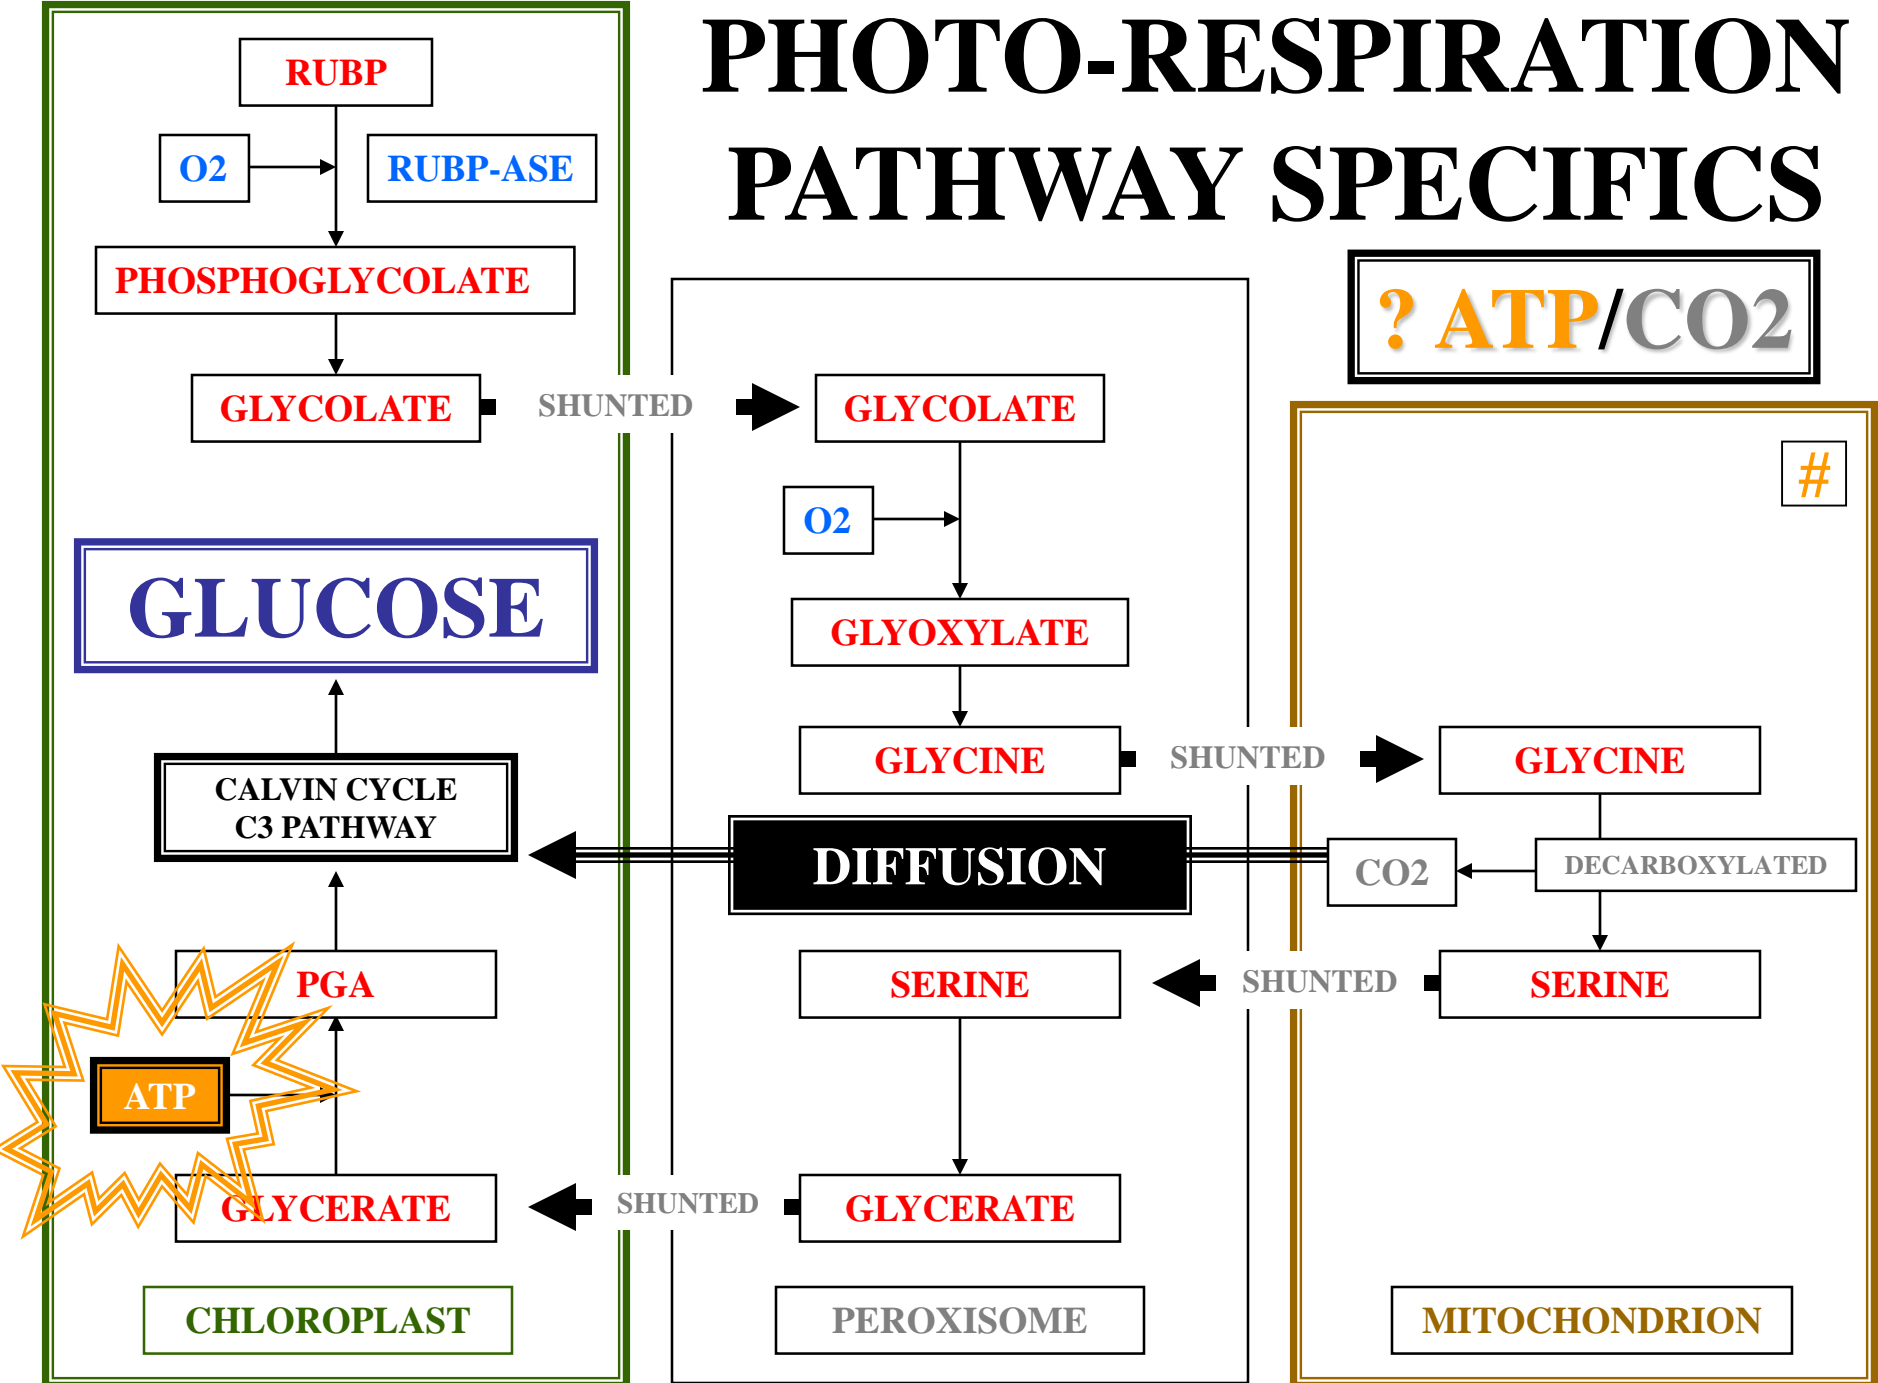 PHOTO-RESPIRATION
PATHWAY SPECIFICS
? ATP/CO2
RUBP
O2
RUBP-ASE
PHOSPHOGLYCOLATE
GLYCOLATE
SHUNTED
GLYCOLATE
#
O2
GLUCOSE
GLYOXYLATE
GLYCINE
SHUNTED
GLYCINE
CALVIN CYCLE
C3 PATHWAY
DIFFUSION
CO2
DECARBOXYLATED
PGA
SERINE
SHUNTED
SERINE
ATP
GLYCERATE
SHUNTED
GLYCERATE
CHLOROPLAST
PEROXISOME
MITOCHONDRION